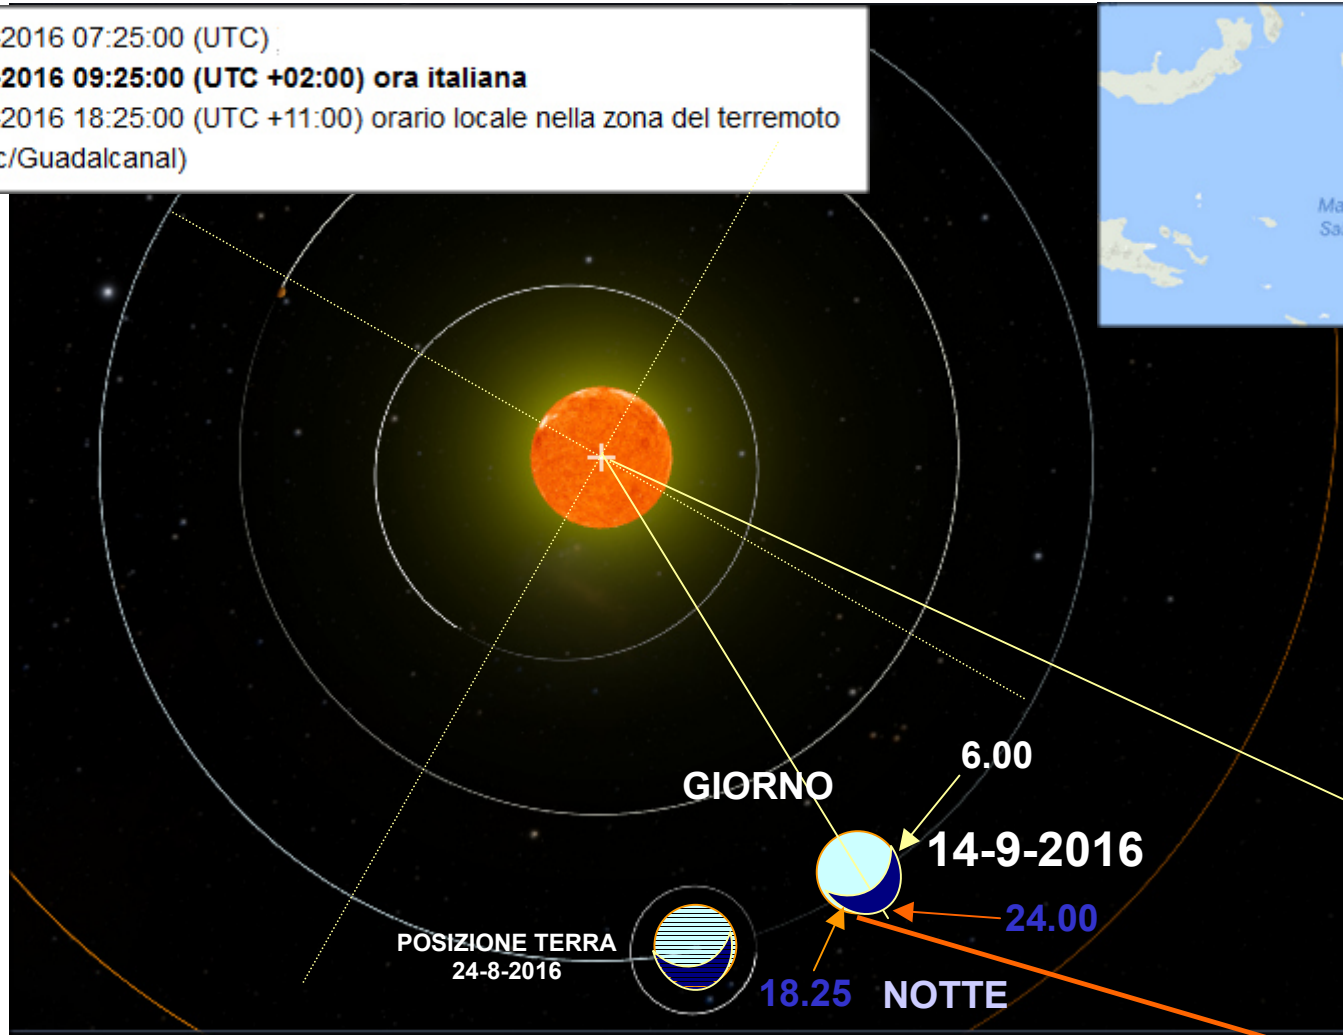 2016 07:25:00 (UTC)
-2016 09:25:00 (UTC +02:00) ora italiana
2016 18:25:00 (UTC +11:00) orario locale nella zona del terremoto
c/Guadalcanal)
Ma
Sa
6.00
GIORNO
14-9-2016
24.00
POSIZIONE TERRA
24-8-2016
18.25
NOTTE